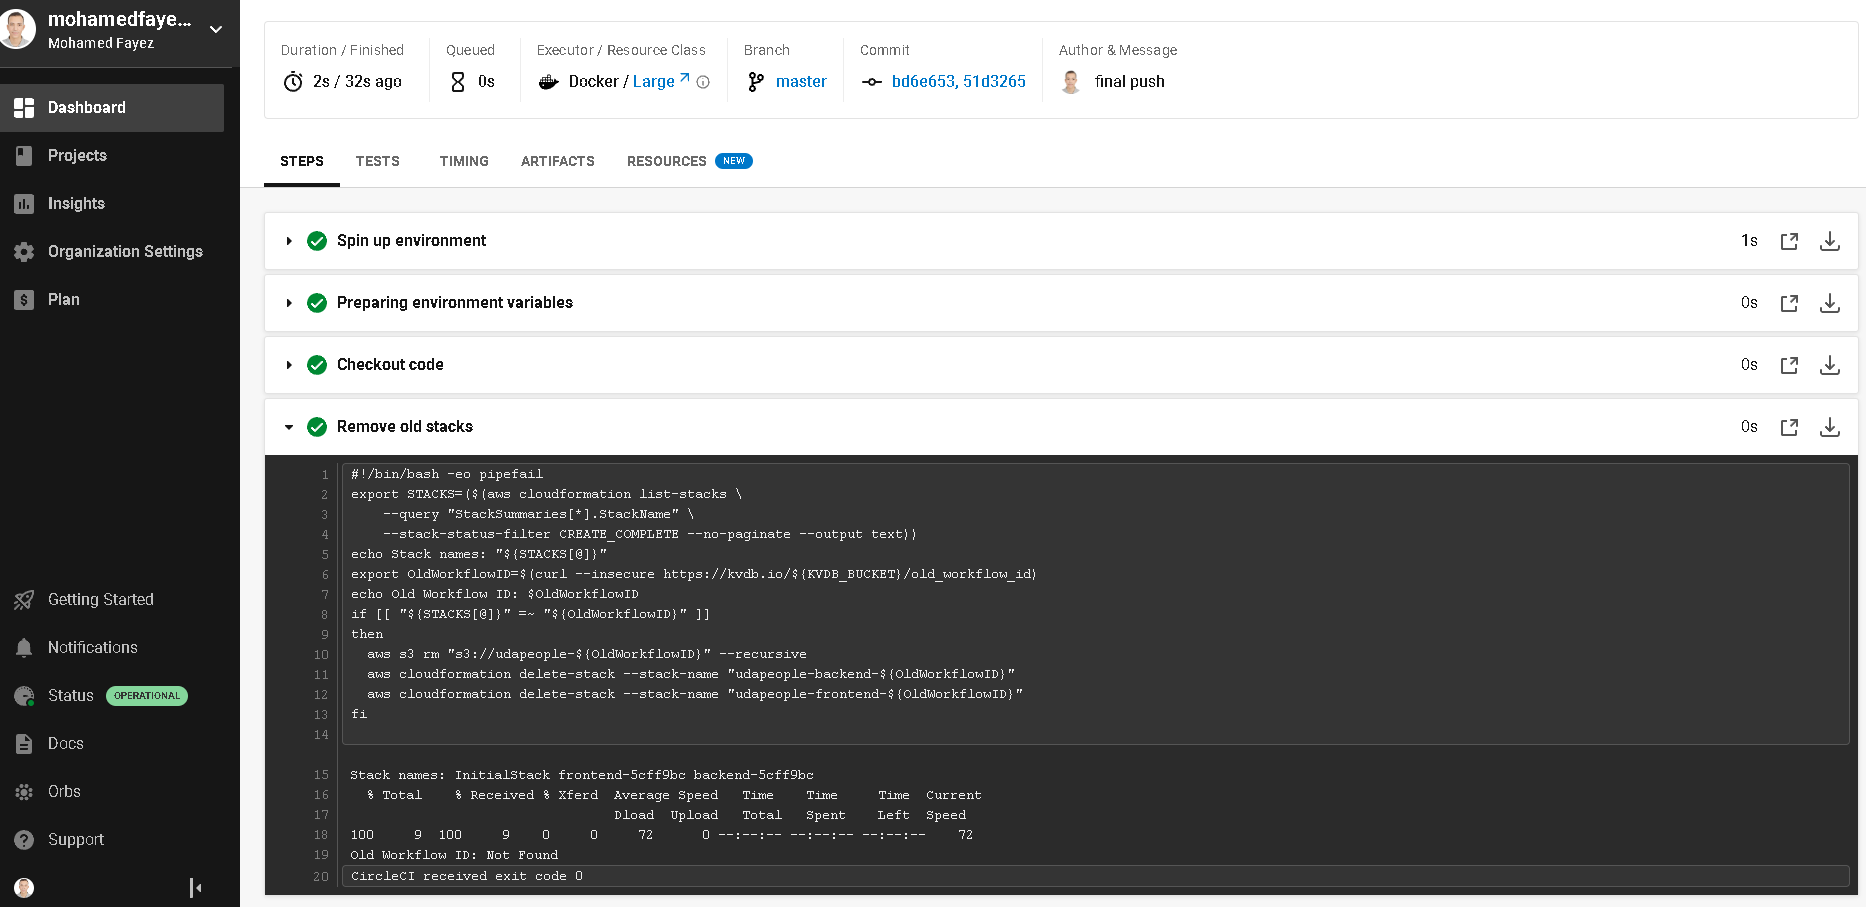 mohamedfaye...
Mohamed Fayez
Dashboard
Projects
Insights
Organization Settings
Plan
Getting Started
Notifications
Status OPERATIONAL
Docs
Orbs
Support
Duration / Finished
2s / 32s ago
Queued
0s
Executor / Resource Class
Docker / Large
Branch
master
Commit
bd6e653, 51d3265
Author & Message
final push
STEPS TESTS TIMING ARTIFACTS RESOURCES NEW
Spin up environment 1s
Preparing environment variables 0s
Checkout code 0s
Remove old stacks 0s
1 #!/bin/bash -eo pipefail
2 export STACKS=($(aws cloudformation list-stacks \
3 --query "StackSummaries[*].StackName" \
4 --stack-status-filter CREATE_COMPLETE --no-paginate --output text))
5 echo Stack names: "${STACKS[@]}"
6 export OldWorkflowID=$(curl --insecure https://kvdb.io/${KVDB_BUCKET}/old_workflow_id)
7 echo Old Workflow ID: $OldWorkflowID
8 if [[ "${STACKS[@]}" =~ "${OldWorkflowID}" ]]
9 then
10 aws s3 rm "s3://udapeople-${OldWorkflowID}" --recursive
11 aws cloudformation delete-stack --stack-name "udapeople-backend-${OldWorkflowID}"
12 aws cloudformation delete-stack --stack-name "udapeople-frontend-${OldWorkflowID}"
13 fi
14
15 Stack names: InitialStack frontend-5cff9bc backend-5cff9bc
16 % Total % Received % Xferd Average Speed Time Time Time Current
17 Dload Upload Total Spent Left Speed
18 100 9 100 9 0 0 72 0 --:--:-- --:--:-- --:--:-- 72
19 Old Workflow ID: Not Found
20 CircleCI received exit code 0